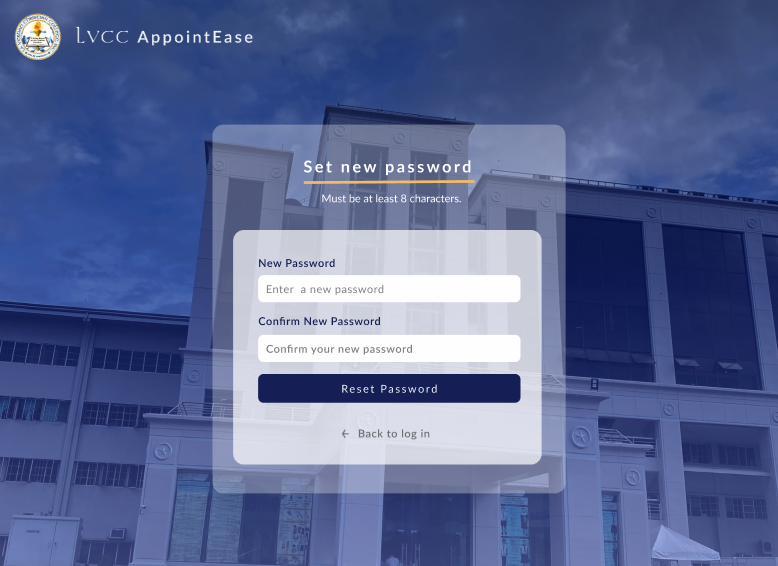 LVCC AppointEase
Set new password
Must be at least 8 characters.
New Password
Enter a new password
Confirm New Password
Confirm your new password
Reset Password
← Back to log in